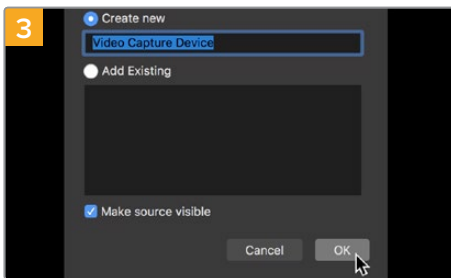 3
Create new
Video Capture Device
Add Existing
Make source visible
Cancel OK